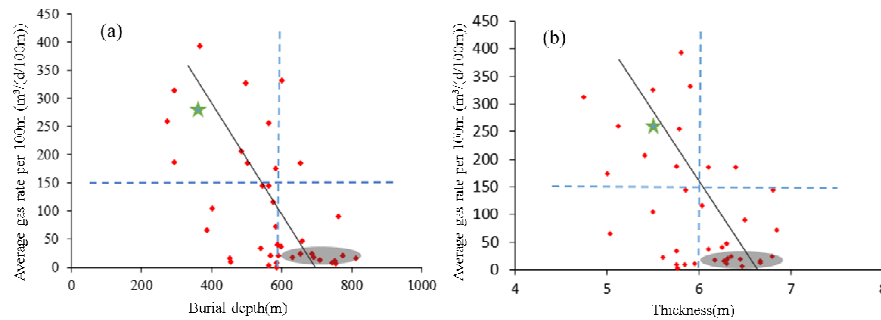 (a)
Average gas rate per 100m (m³/(d/100m))
450
400
350
300
250
200
150
100
50
0
0 200 400 600 800 1000
Burial depth(m)
(b)
Average gas rate per 100m (m³/(d/100m))
450
400
350
300
250
200
150
100
50
0
4 5 6 7 8
Thickness(m)